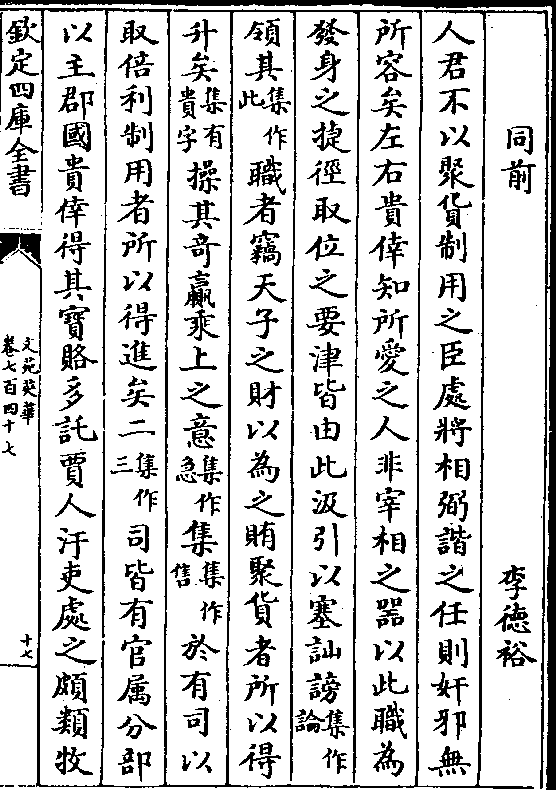 同前　李德裕
人君不以聚貨制用之臣處將相弼諧之任則奸邪無
所容矣左右貴倖知所愛之人非宰相之器以此職為
發身之捷徑取位之要津皆由此汲引以塞訕謗集作論
領其集作此職者竊天子之財以為之賄聚貨者所以得
升矣集有貴字操其奇贏乘上之意集作急集集作售於有司以
取倍利制用者所以得進矣二集作三司皆有官属分部
以主郡國貴倖得其寳賂多託賈人汙吏處之頗類牧
欽定四庫全書
文苑英華
卷七百四十七
十七